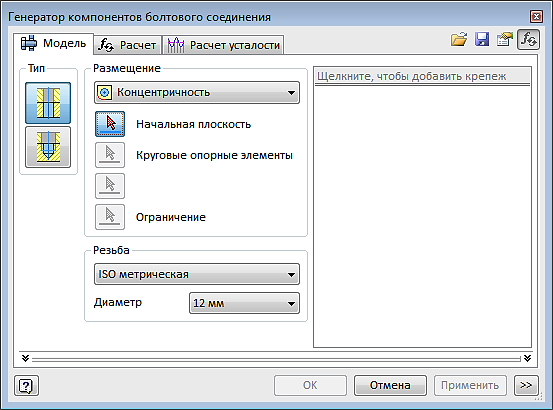 Генератор компонентов болтового соединения
Модель
Расчет
Расчет усталости
Тип
Размещение
Концентричность
Начальная плоскость
Круговые опорные элементы
Ограничение
Резьба
ISO метрическая
Диаметр
12 мм
Щелкните, чтобы добавить крепеж
OK
Отмена
Применить
>>